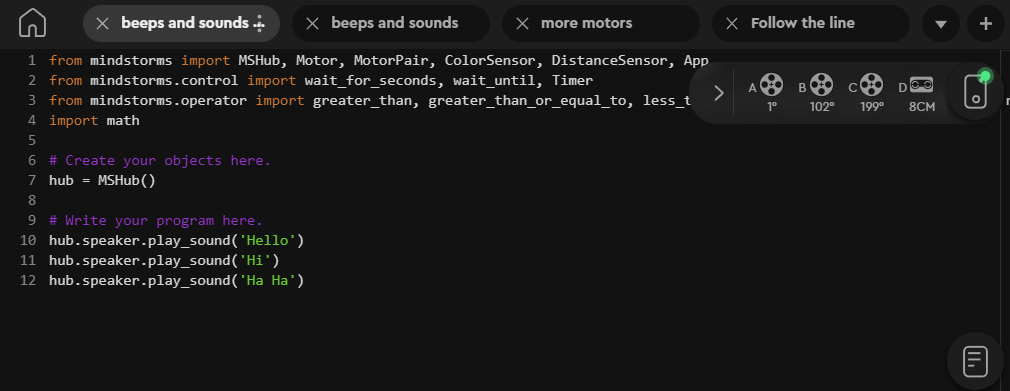 beeps and sounds
beeps and sounds
more motors
Follow the line
1 from mindstorms import MSHub, Motor, MotorPair, ColorSensor, DistanceSensor, App
2 from mindstorms.control import wait_for_seconds, wait_until, Timer
3 from mindstorms.operator import greater_than, greater_than_or_equal_to,
4 import math
5
6 # Create your objects here.
7 hub = MSHub()
8
9 # Write your program here.
10 hub.speaker.play_sound('Hello')
11 hub.speaker.play_sound('Hi')
12 hub.speaker.play_sound('Ha Ha')
A B C D
1° 102° 199° 8CM